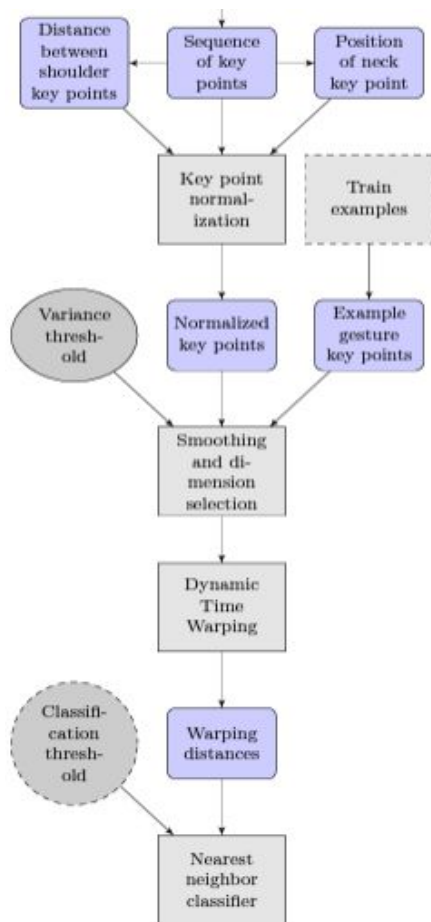 Distance
between
shoulder
key points
Sequence
of key
points
Position
of neck
key point
Key point
normal-
ization
Train
examples
Variance
thresh-
old
Normalized
key points
Example
gesture
key points
Smoothing
and di-
mension
selection
Dynamic
Time
Warping
Classifi-
cation
thresh-
old
Warping
distances
Nearest
neighbor
classifier